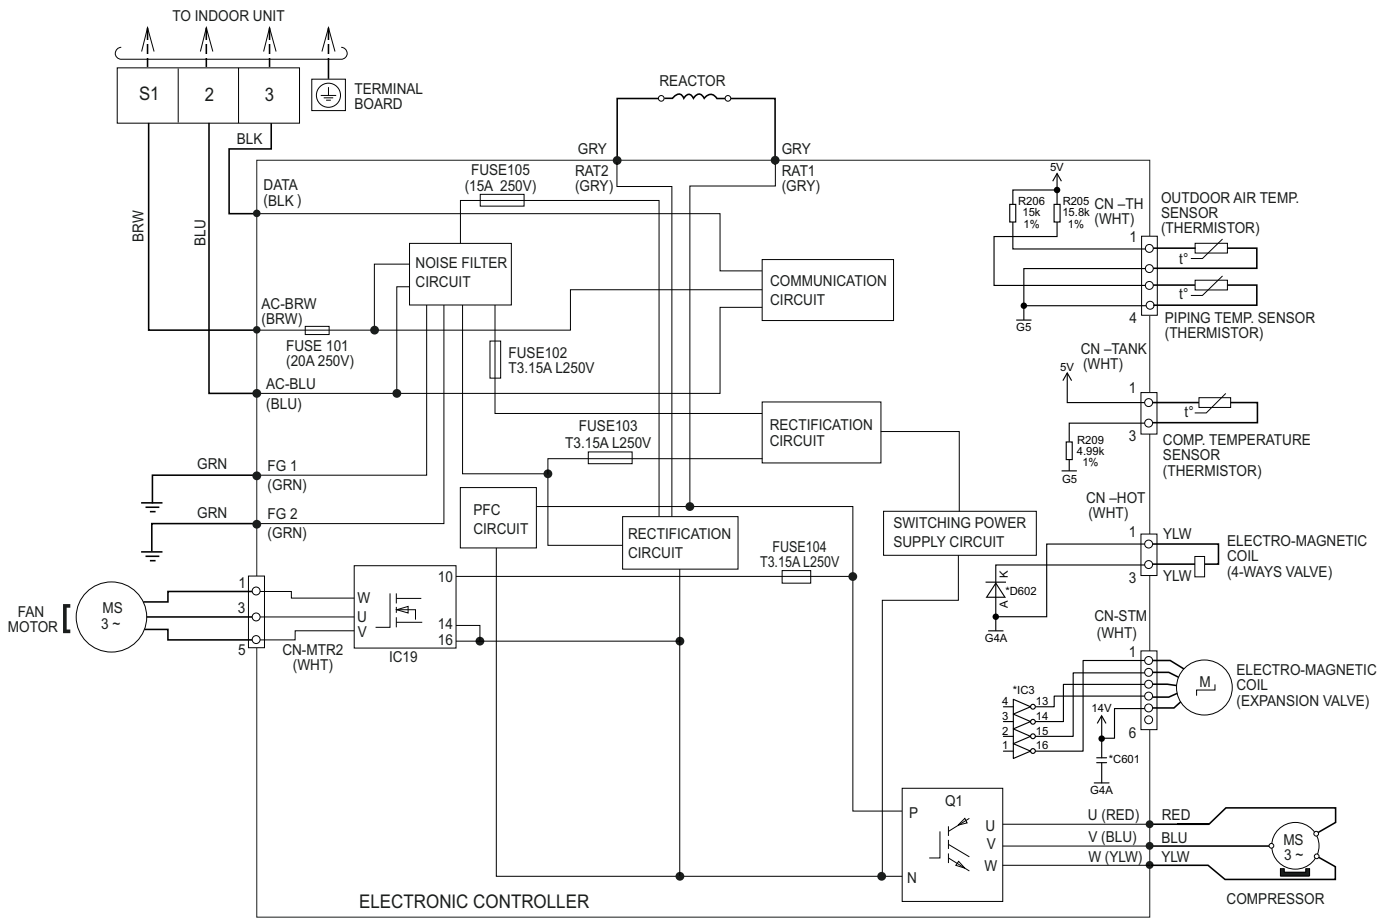 TO INDOOR UNIT
S1
2
3
TERMINAL
BOARD
BLK
BRW
BLU
REACTOR
GRY
GRY
RAT2
(GRY)
RAT1
(GRY)
DATA
(BLK )
FUSE105
(15A 250V)
NOISE FILTER
CIRCUIT
COMMUNICATION
CIRCUIT
AC-BRW
(BRW)
FUSE 101
(20A 250V)
FUSE102
T3.15A L250V
AC-BLU
(BLU)
RECTIFICATION
CIRCUIT
FUSE103
T3.15A L250V
GRN
FG 1
(GRN)
GRN
FG 2
(GRN)
PFC
CIRCUIT
RECTIFICATION
CIRCUIT
SWITCHING POWER
SUPPLY CIRCUIT
FUSE104
T3.15A L250V
FAN
MOTOR
MS
3 ~
1
3
5
CN-MTR2
(WHT)
W
U
V
10
14
16
IC19
5V
R206
15k
1%
R205
15.8k
1%
CN –TH
(WHT)
1
4
G5
OUTDOOR AIR TEMP.
SENSOR
(THERMISTOR)
t°
t°
PIPING TEMP. SENSOR
(THERMISTOR)
CN –TANK
(WHT)
5V
1
3
t°
R209
4.99k
1%
G5
COMP. TEMPERATURE
SENSOR
(THERMISTOR)
CN –HOT
(WHT)
1
3
YLW
YLW
ELECTRO-MAGNETIC
COIL
(4-WAYS VALVE)
K
*D602
A
G4A
CN-STM
(WHT)
1
6
M
ELECTRO-MAGNETIC
COIL
(EXPANSION VALVE)
*IC3
4
13
3
14
2
15
1
16
14V
*C601
G4A
Q1
P
N
U
V
W
U (RED)
RED
V (BLU)
BLU
W (YLW)
YLW
MS
3 ~
COMPRESSOR
ELECTRONIC CONTROLLER